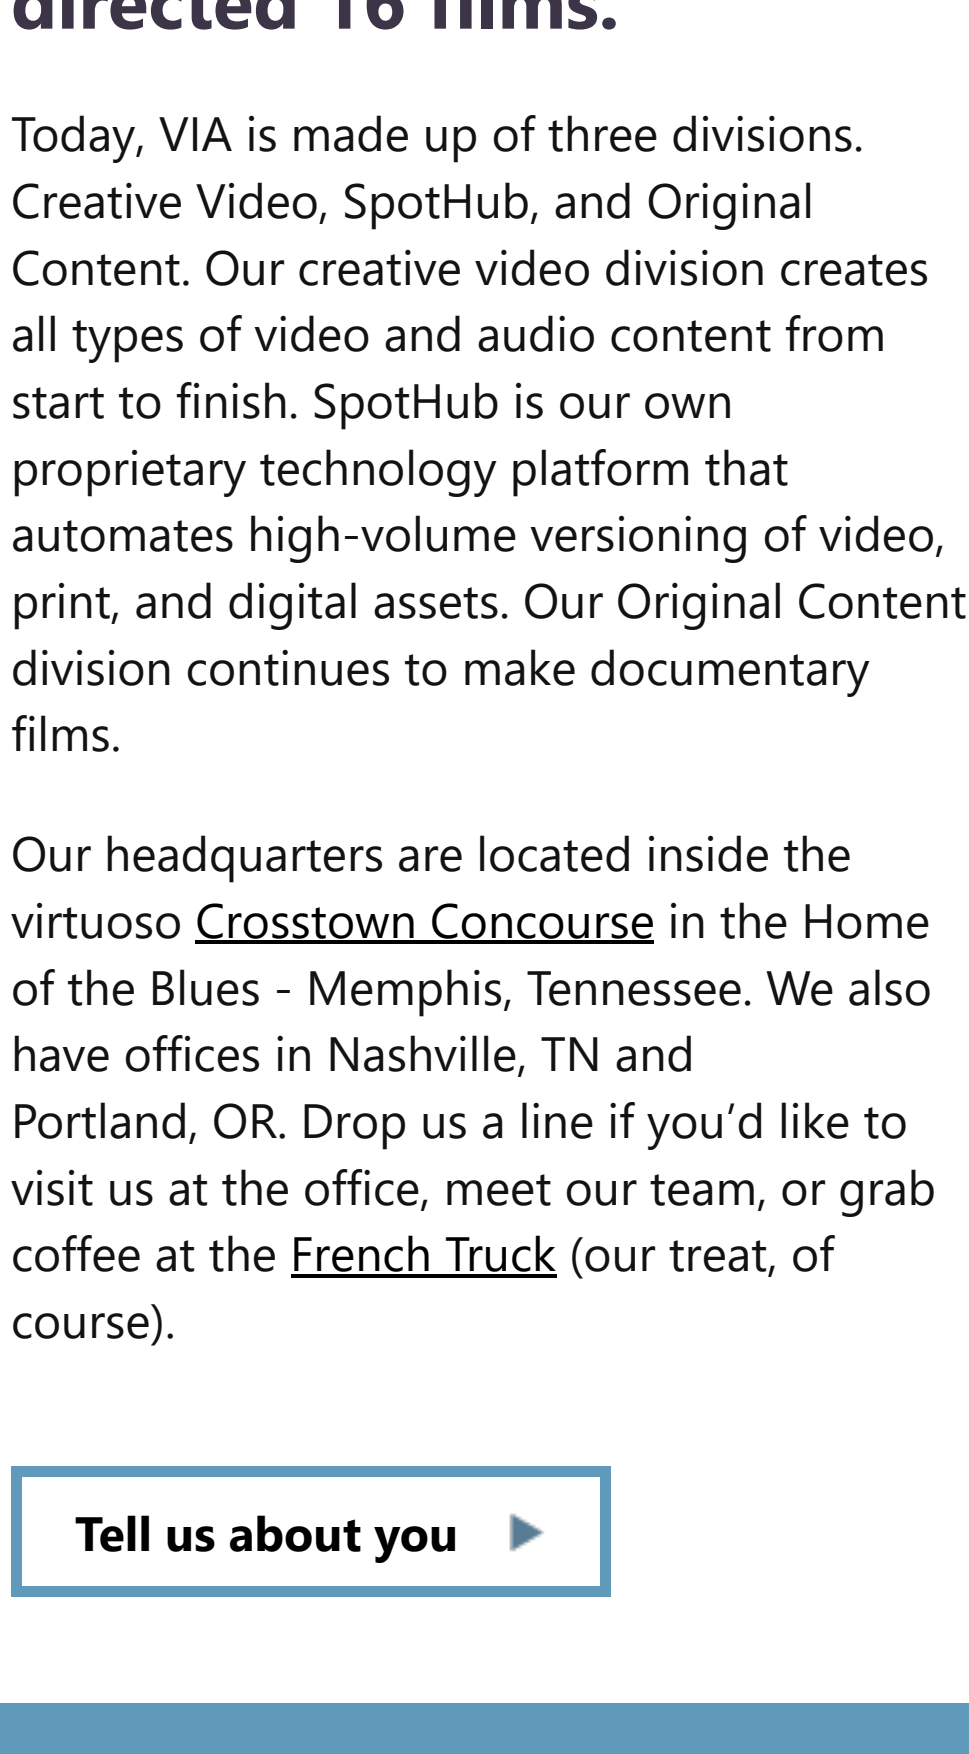 directed 16 films.
Today, VIA is made up of three divisions.
Creative Video, SpotHub, and Original
Content. Our creative video division creates
all types of video and audio content from
start to finish. SpotHub is our own
proprietary technology platform that
automates high-volume versioning of video,
print, and digital assets. Our Original Content
division continues to make documentary
films.
Our headquarters are located inside the
virtuoso Crosstown Concourse in the Home
of the Blues - Memphis, Tennessee. We also
have offices in Nashville, TN and
Portland, OR. Drop us a line if you’d like to
visit us at the office, meet our team, or grab
coffee at the French Truck (our treat, of
course).
Tell us about you